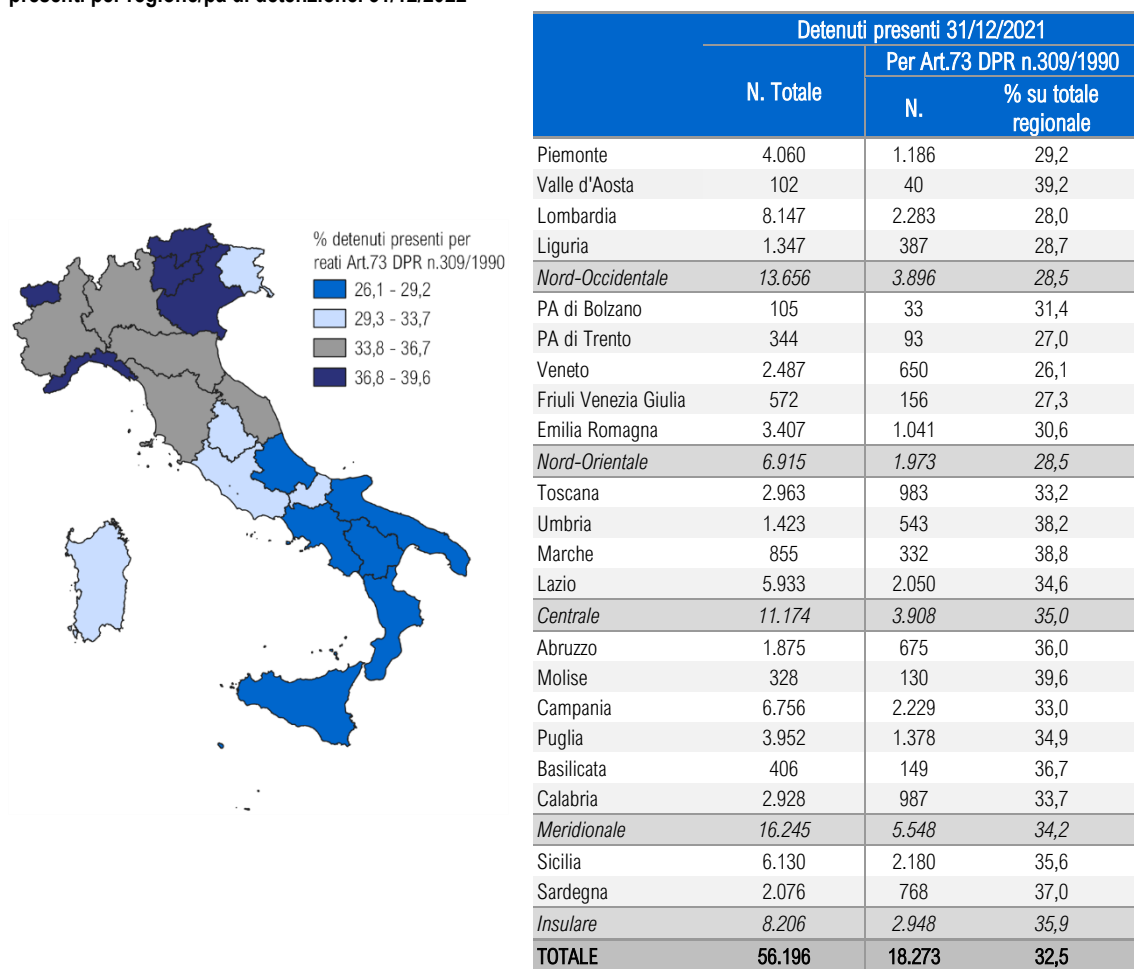 presenti per regione/pa di detenzione. 31/12/2022
% detenuti presenti per
reati Art.73 DPR n.309/1990
26,1 - 29,2
29,3 - 33,7
33,8 - 36,7
36,8 - 39,6
Detenuti presenti 31/12/2021
Per Art.73 DPR n.309/1990
N. Totale
N.
% su totale
regionale
Piemonte 4.060 1.186 29,2
Valle d'Aosta 102 40 39,2
Lombardia 8.147 2.283 28,0
Liguria 1.347 387 28,7
Nord-Occidentale 13.656 3.896 28,5
PA di Bolzano 105 33 31,4
PA di Trento 344 93 27,0
Veneto 2.487 650 26,1
Friuli Venezia Giulia 572 156 27,3
Emilia Romagna 3.407 1.041 30,6
Nord-Orientale 6.915 1.973 28,5
Toscana 2.963 983 33,2
Umbria 1.423 543 38,2
Marche 855 332 38,8
Lazio 5.933 2.050 34,6
Centrale 11.174 3.908 35,0
Abruzzo 1.875 675 36,0
Molise 328 130 39,6
Campania 6.756 2.229 33,0
Puglia 3.952 1.378 34,9
Basilicata 406 149 36,7
Calabria 2.928 987 33,7
Meridionale 16.245 5.548 34,2
Sicilia 6.130 2.180 35,6
Sardegna 2.076 768 37,0
Insulare 8.206 2.948 35,9
TOTALE 56.196 18.273 32,5